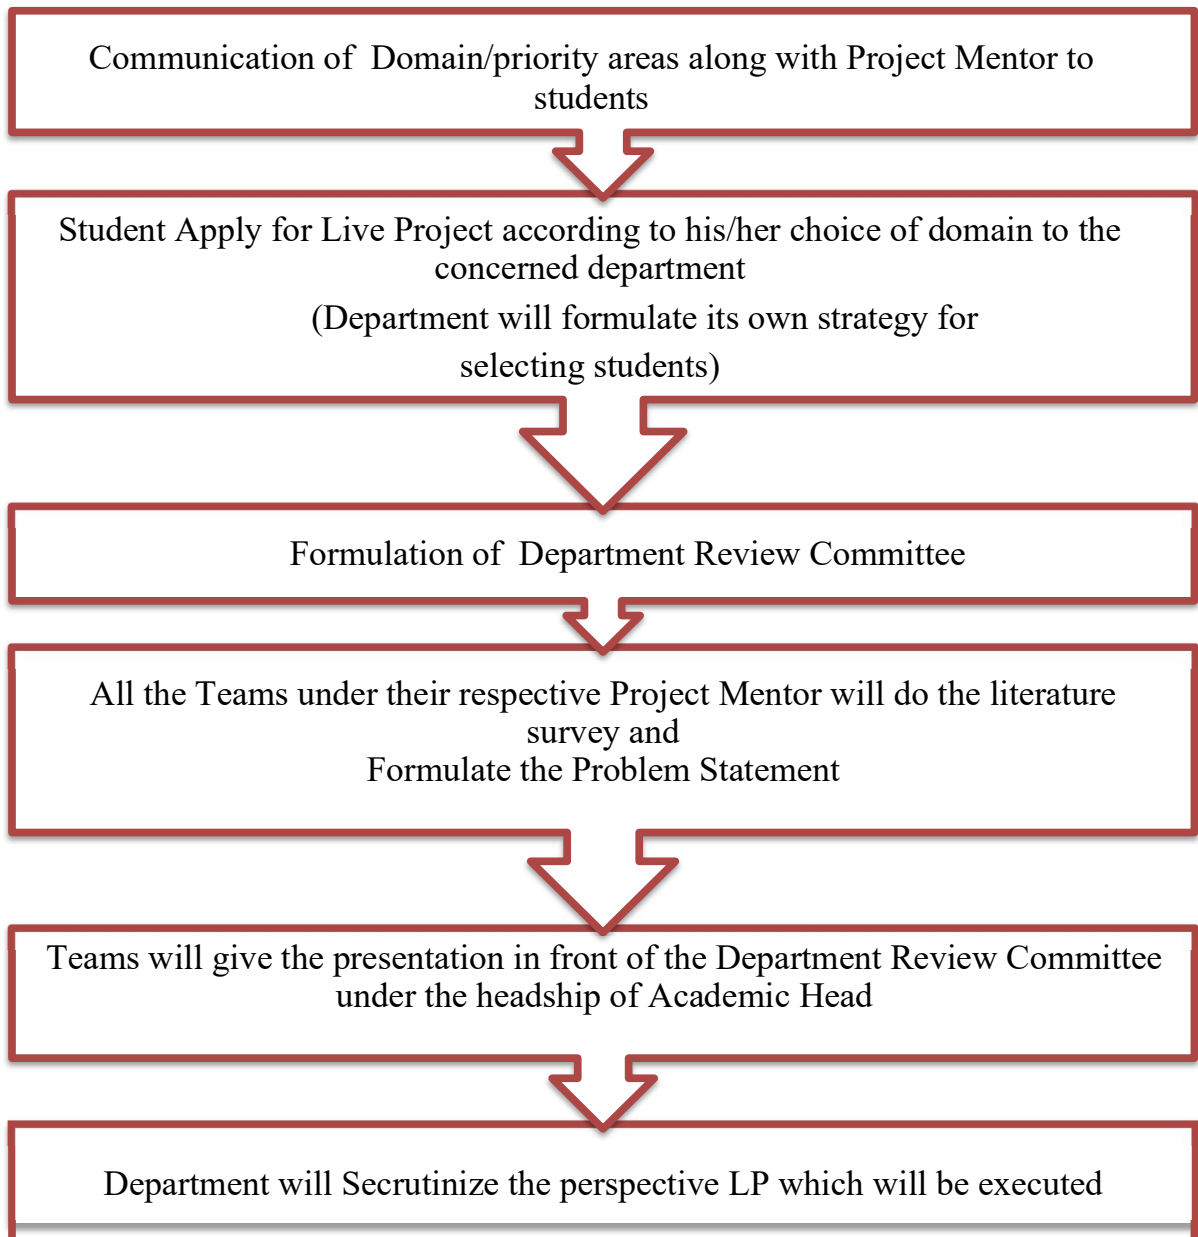 Communication of  Domain/priority areas along with Project Mentor to
students
Student Apply for Live Project according to his/her choice of domain to the
concerned department
(Department will formulate its own strategy for
selecting students)
Formulation of  Department Review Committee
All the Teams under their respective Project Mentor will do the literature
survey and
Formulate the Problem Statement
Teams will give the presentation in front of the Department Review Committee
under the headship of Academic Head
Department will Secrutinize the perspective LP which will be executed